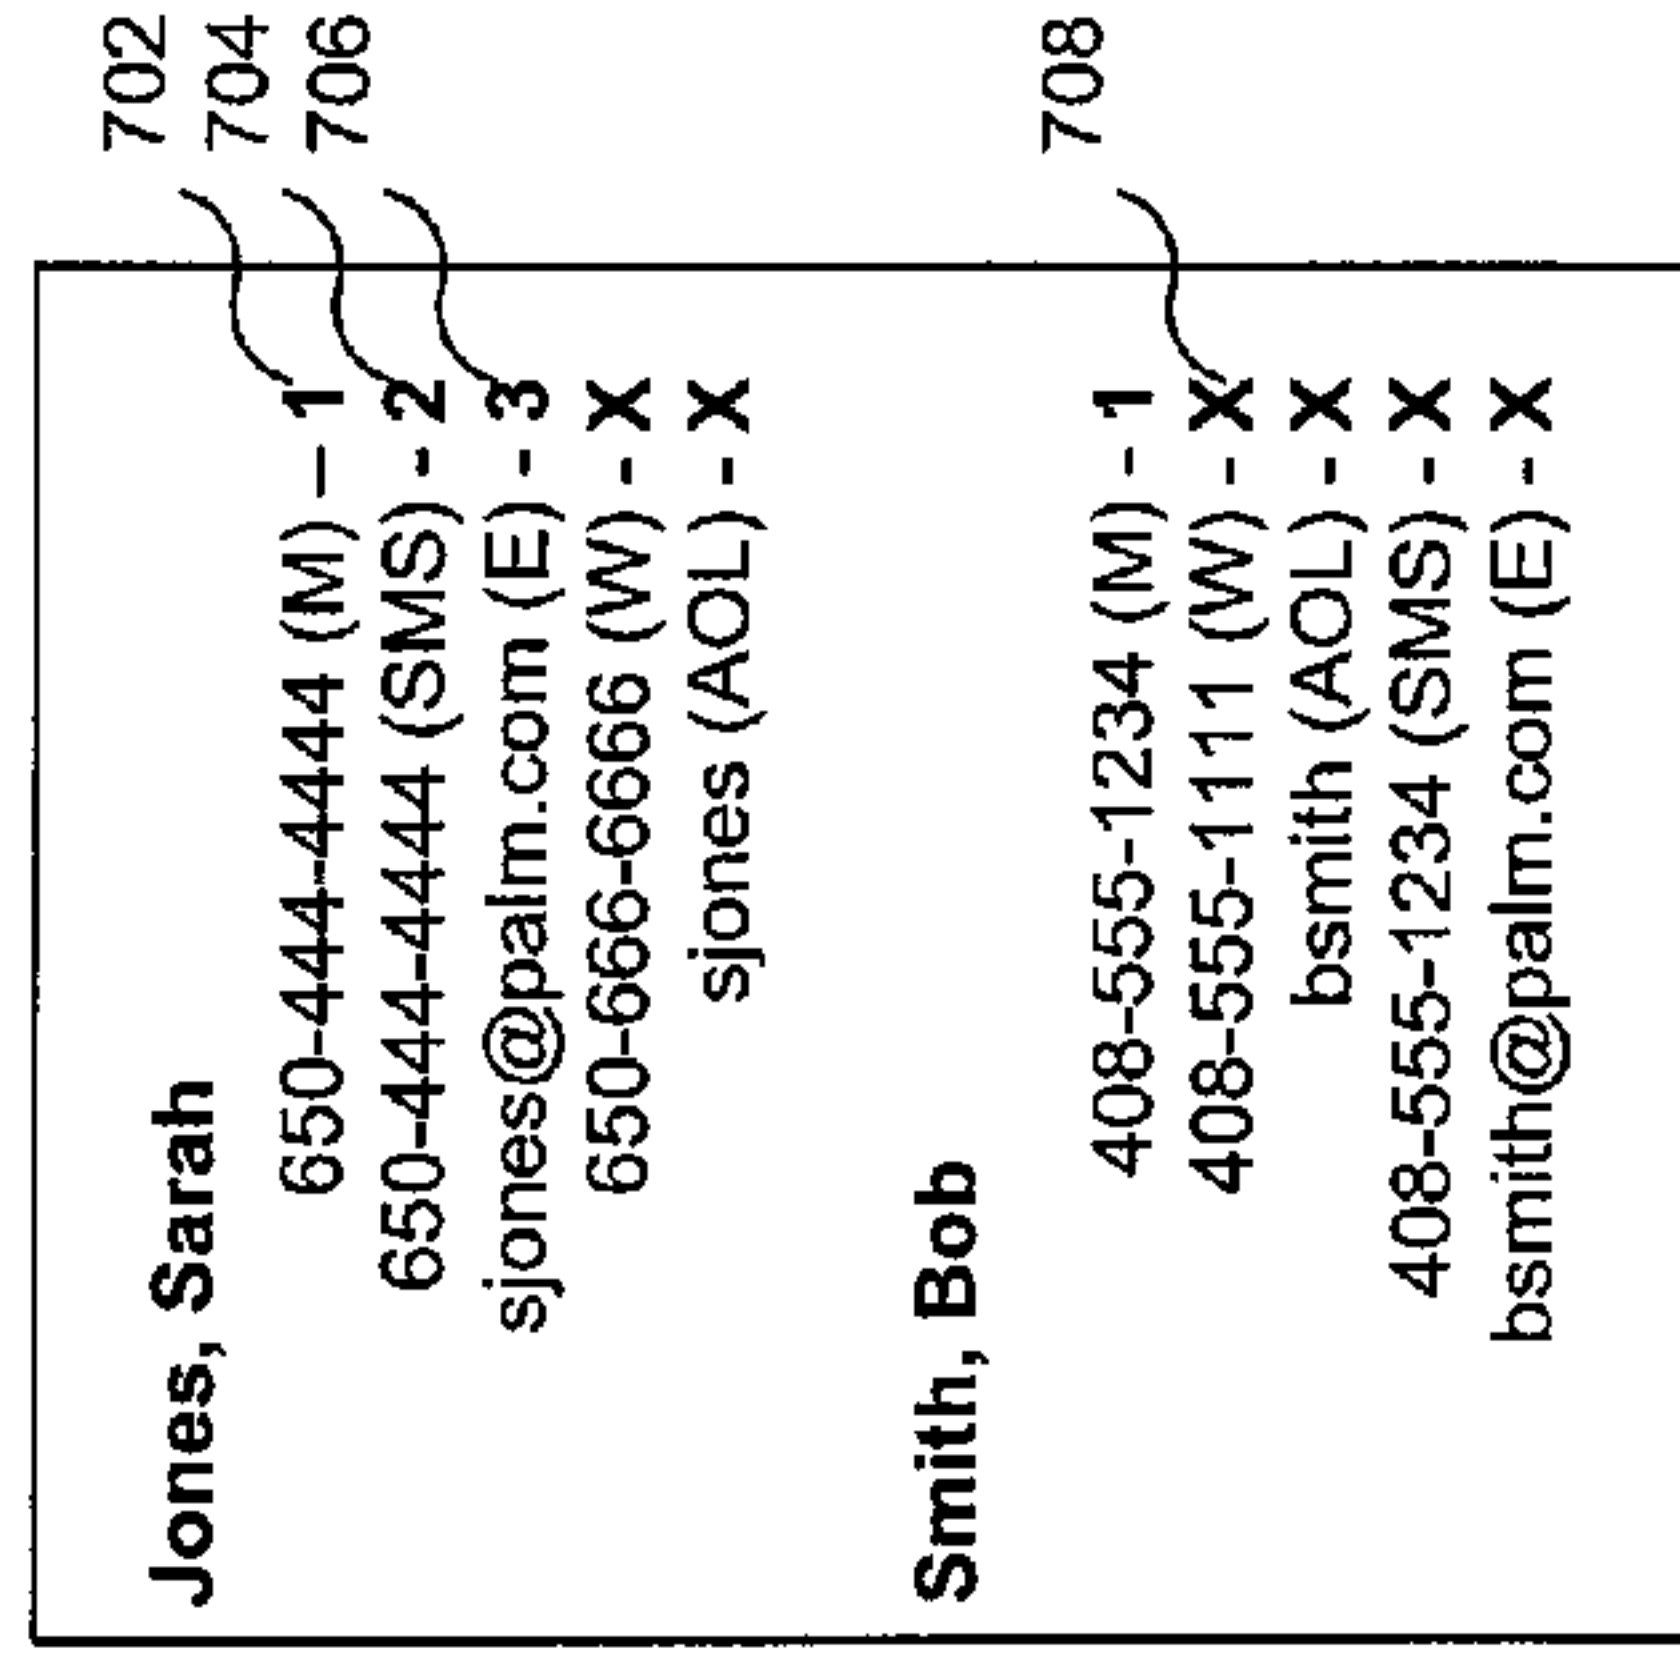 Jones, Sarah
650-444-4444 (M) – 1 702
650-444-4444 (SMS) - 2 704
sjones@palm.com (E) - 3 706
650-666-6666 (W) - X
sjones (AOL) - X
Smith, Bob
408-555-1234 (M) - 1
408-555-1111 (W) - X 708
bsmith (AOL) - X
408-555-1234 (SMS) - X
bsmith@palm.com (E) - X